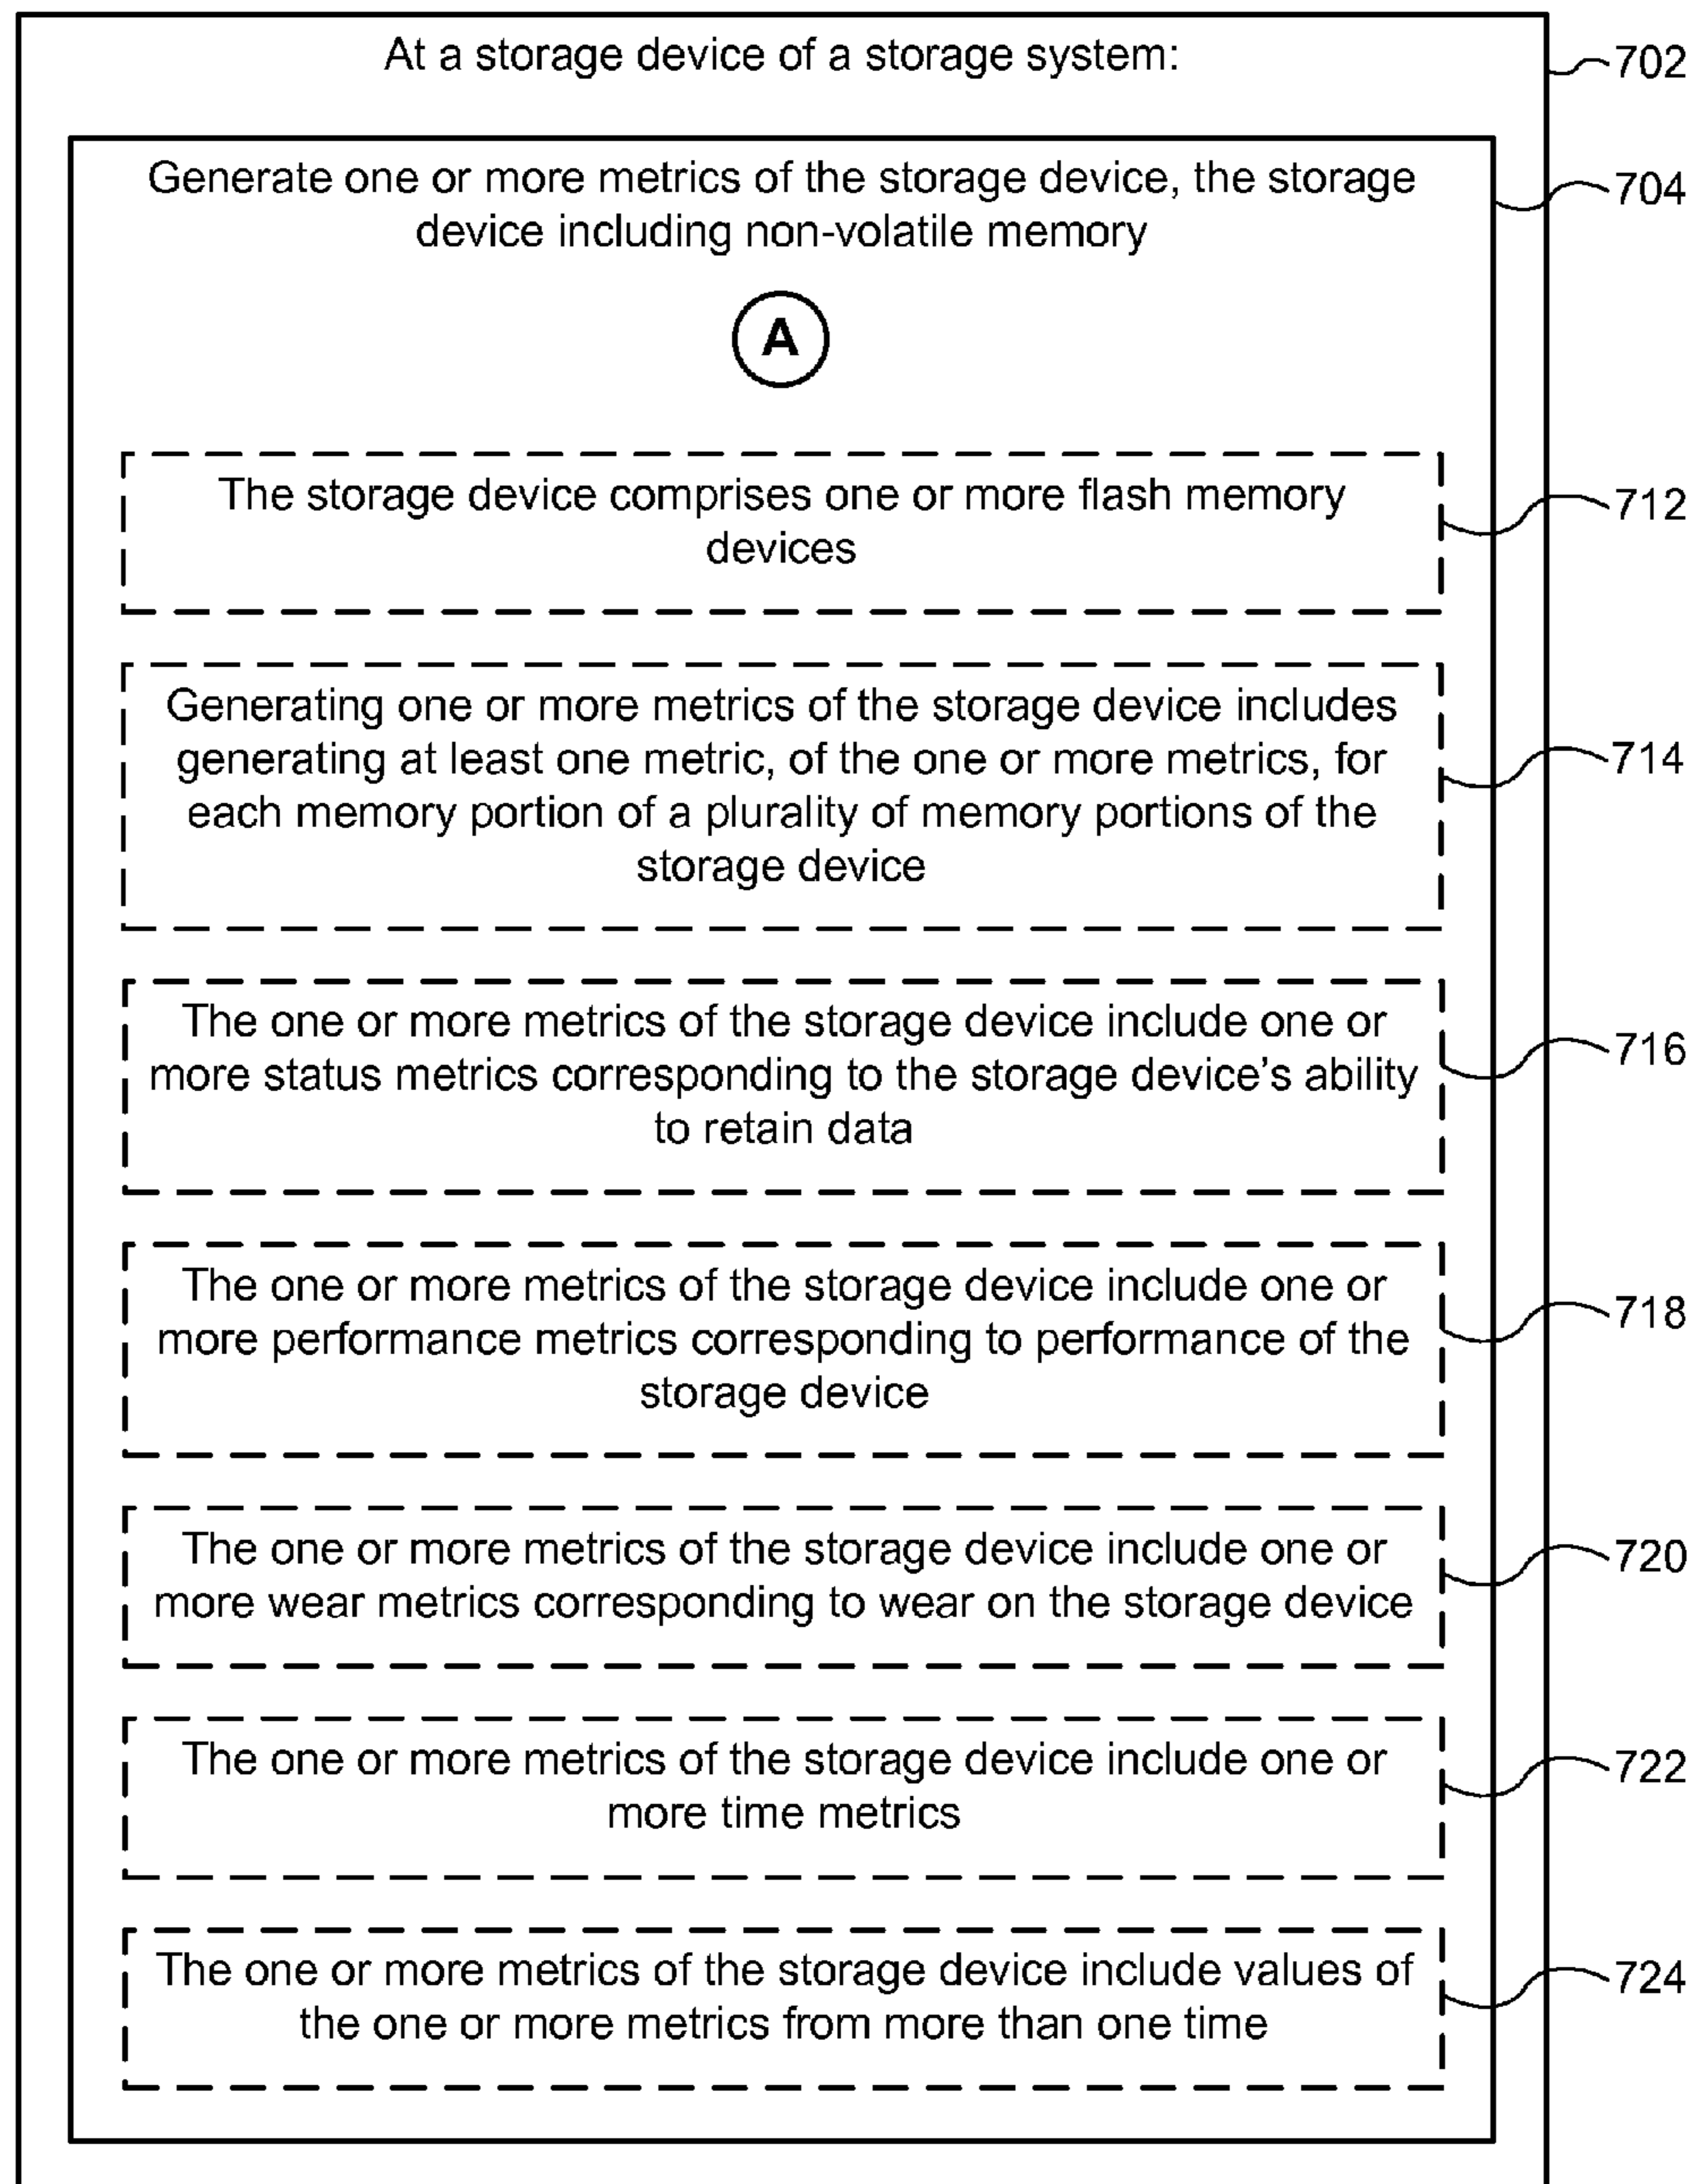 At a storage device of a storage system:
702
Generate one or more metrics of the storage device, the storage
device including non-volatile memory
704
A
The storage device comprises one or more flash memory
devices
712
Generating one or more metrics of the storage device includes
generating at least one metric, of the one or more metrics, for
each memory portion of a plurality of memory portions of the
storage device
714
The one or more metrics of the storage device include one or
more status metrics corresponding to the storage device’s ability
to retain data
716
The one or more metrics of the storage device include one or
more performance metrics corresponding to performance of the
storage device
718
The one or more metrics of the storage device include one or
more wear metrics corresponding to wear on the storage device
720
The one or more metrics of the storage device include one or
more time metrics
722
The one or more metrics of the storage device include values of
the one or more metrics from more than one time
724